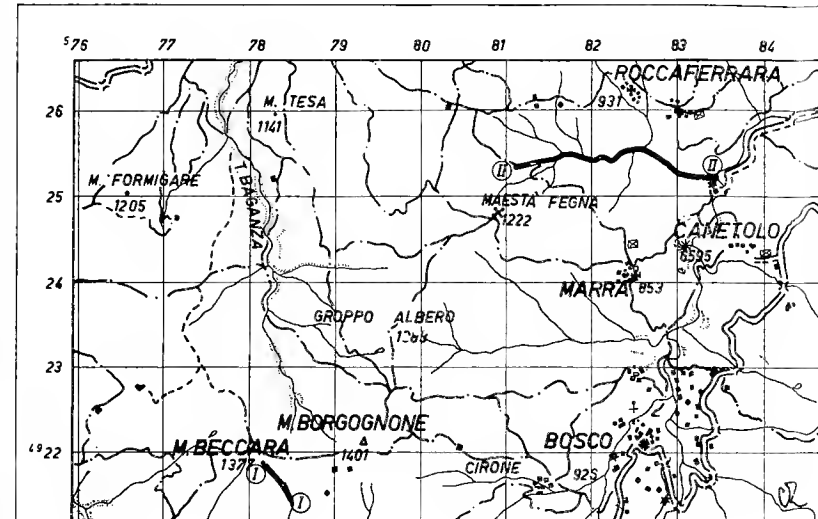 ⁵76 77 78 79 80 81 82 83 84
ROCCAFERRARA
931
26
M. TESA
1141
II II
25
M. FORMIGARE
1205
T. BAGANZA
MAESTA FEGNA
1222
CANETOLO
24
MARRA 853
GROPPO ALBERO
23
M. BORGOGNONE
1401
⁴⁹22
M. BECCARA
BOSCO
CIRONE
I I